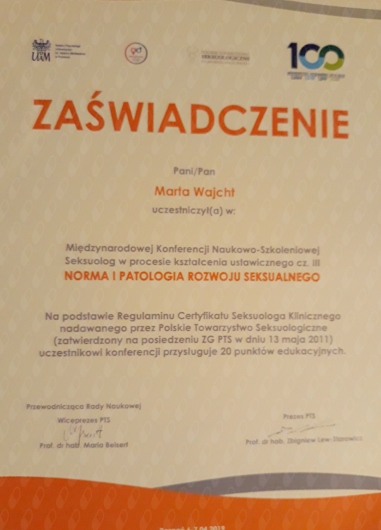 UAM
100
ZAŚWIADCZENIE
Pani/Pan
Marta Wajcht
uczestniczył(a) w:
Międzynarodowej Konferencji Naukowo-Szkoleniowej
Seksuolog w procesie kształcenia ustawicznego cz. III
NORMA I PATOLOGIA ROZWOJU SEKSUALNEGO
Na podstawie Regulaminu Certyfikatu Seksuologa Klinicznego
nadawanego przez Polskie Towarzystwo Seksuologiczne
(zatwierdzony na posiedzeniu ZG PTS w dniu 13 maja 2011)
uczestnikowi konferencji przysługuje 20 punktów edukacyjnych.
Przewodnicząca Rady Naukowej
Wiceprezes PTS
Prof. dr hab. Maria Beisert
Prezes PTS
Prof. dr hab. Zbigniew Lew-Starowicz